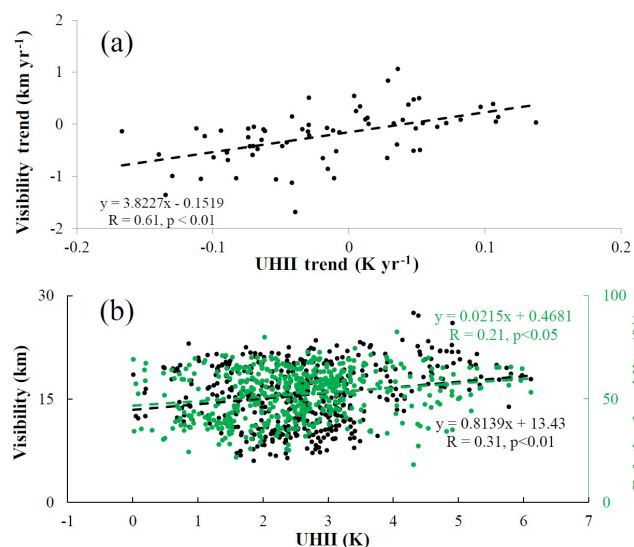 (a)
Visibility trend (km yr-1)
2
1
0
-1
-2
y = 3.8227x - 0.1519
R = 0.61, p < 0.01
-0.2
-0.1
0
0.1
0.2
UHII trend (K yr-1)
(b)
Visibility (km)
30
15
0
y = 0.0215x + 0.4681
R = 0.21, p<0.05
y = 0.8139x + 13.43
R = 0.31, p<0.01
100
50
0
-1
0
1
2
3
4
5
6
7
UHII (K)